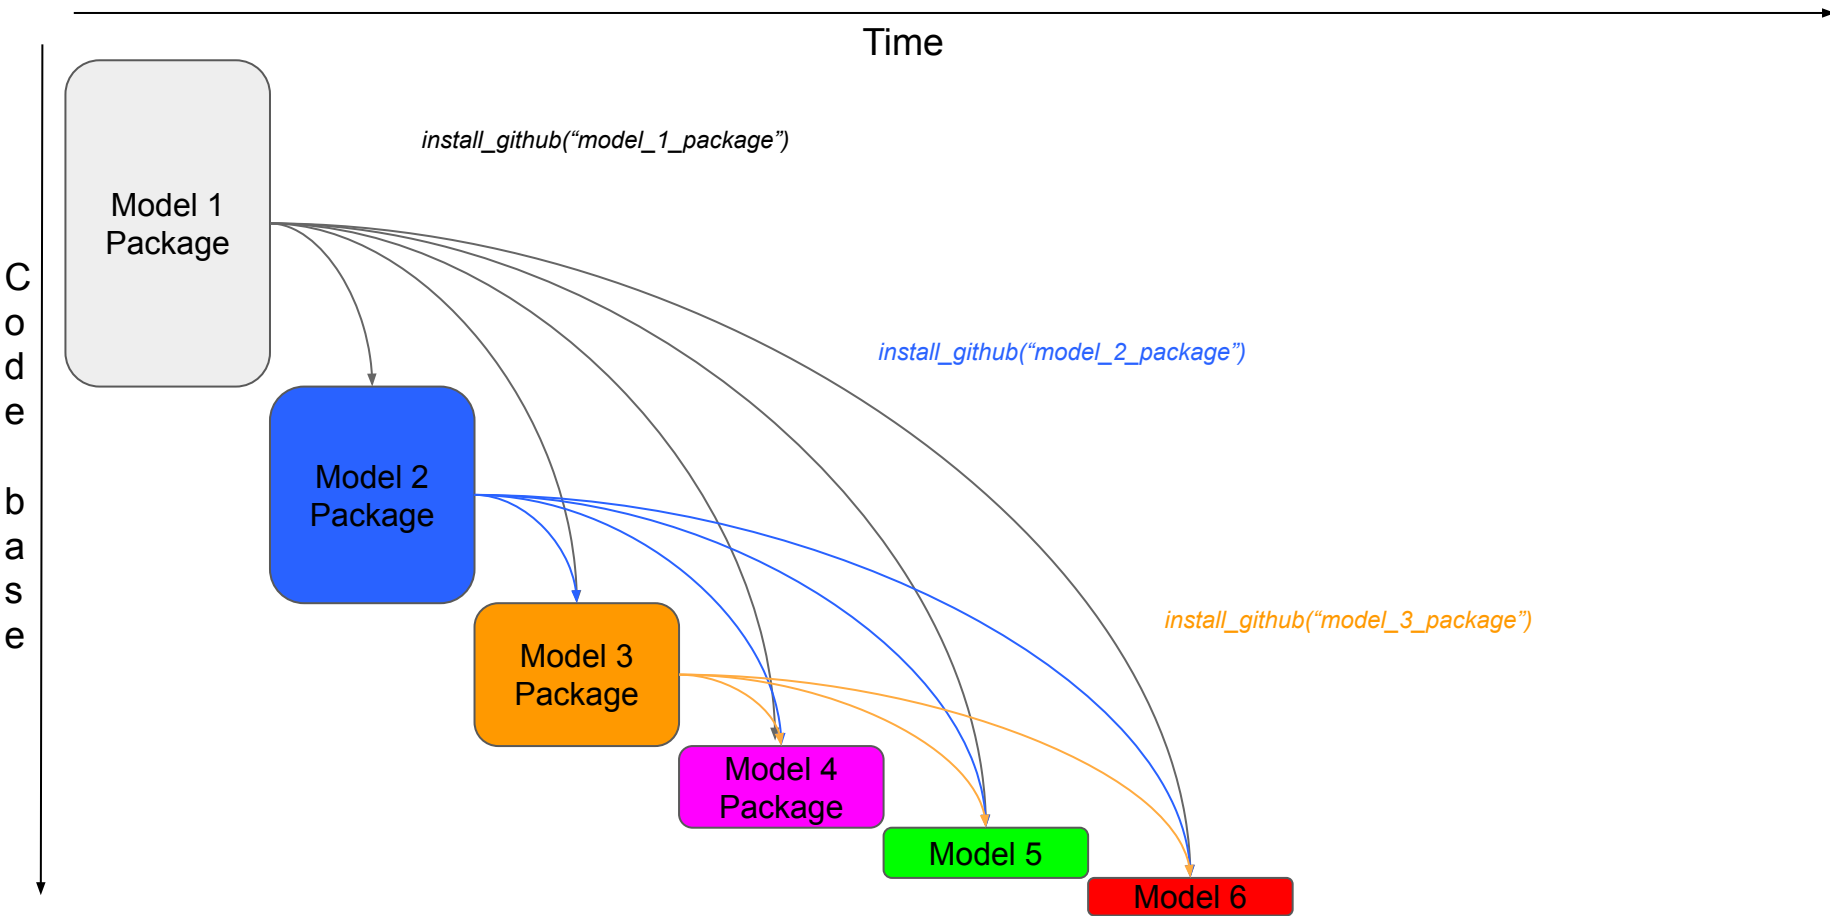 Time
install_github(“model_1_package”)
Model 1
Package
C
o
d
e
b
a
s
e
install_github(“model_2_package”)
Model 2
Package
install_github(“model_3_package”)
Model 3
Package
Model 4
Package
Model 5
Model 6